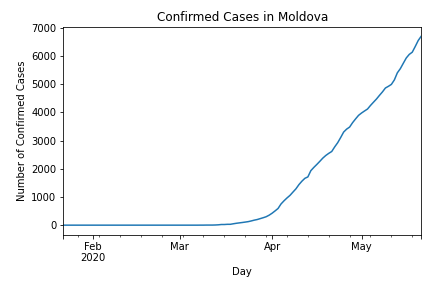 Confirmed Cases in Moldova
Number of Confirmed Cases
7000
6000
5000
4000
3000
2000
1000
0
Feb Mar Apr May
2020
Day